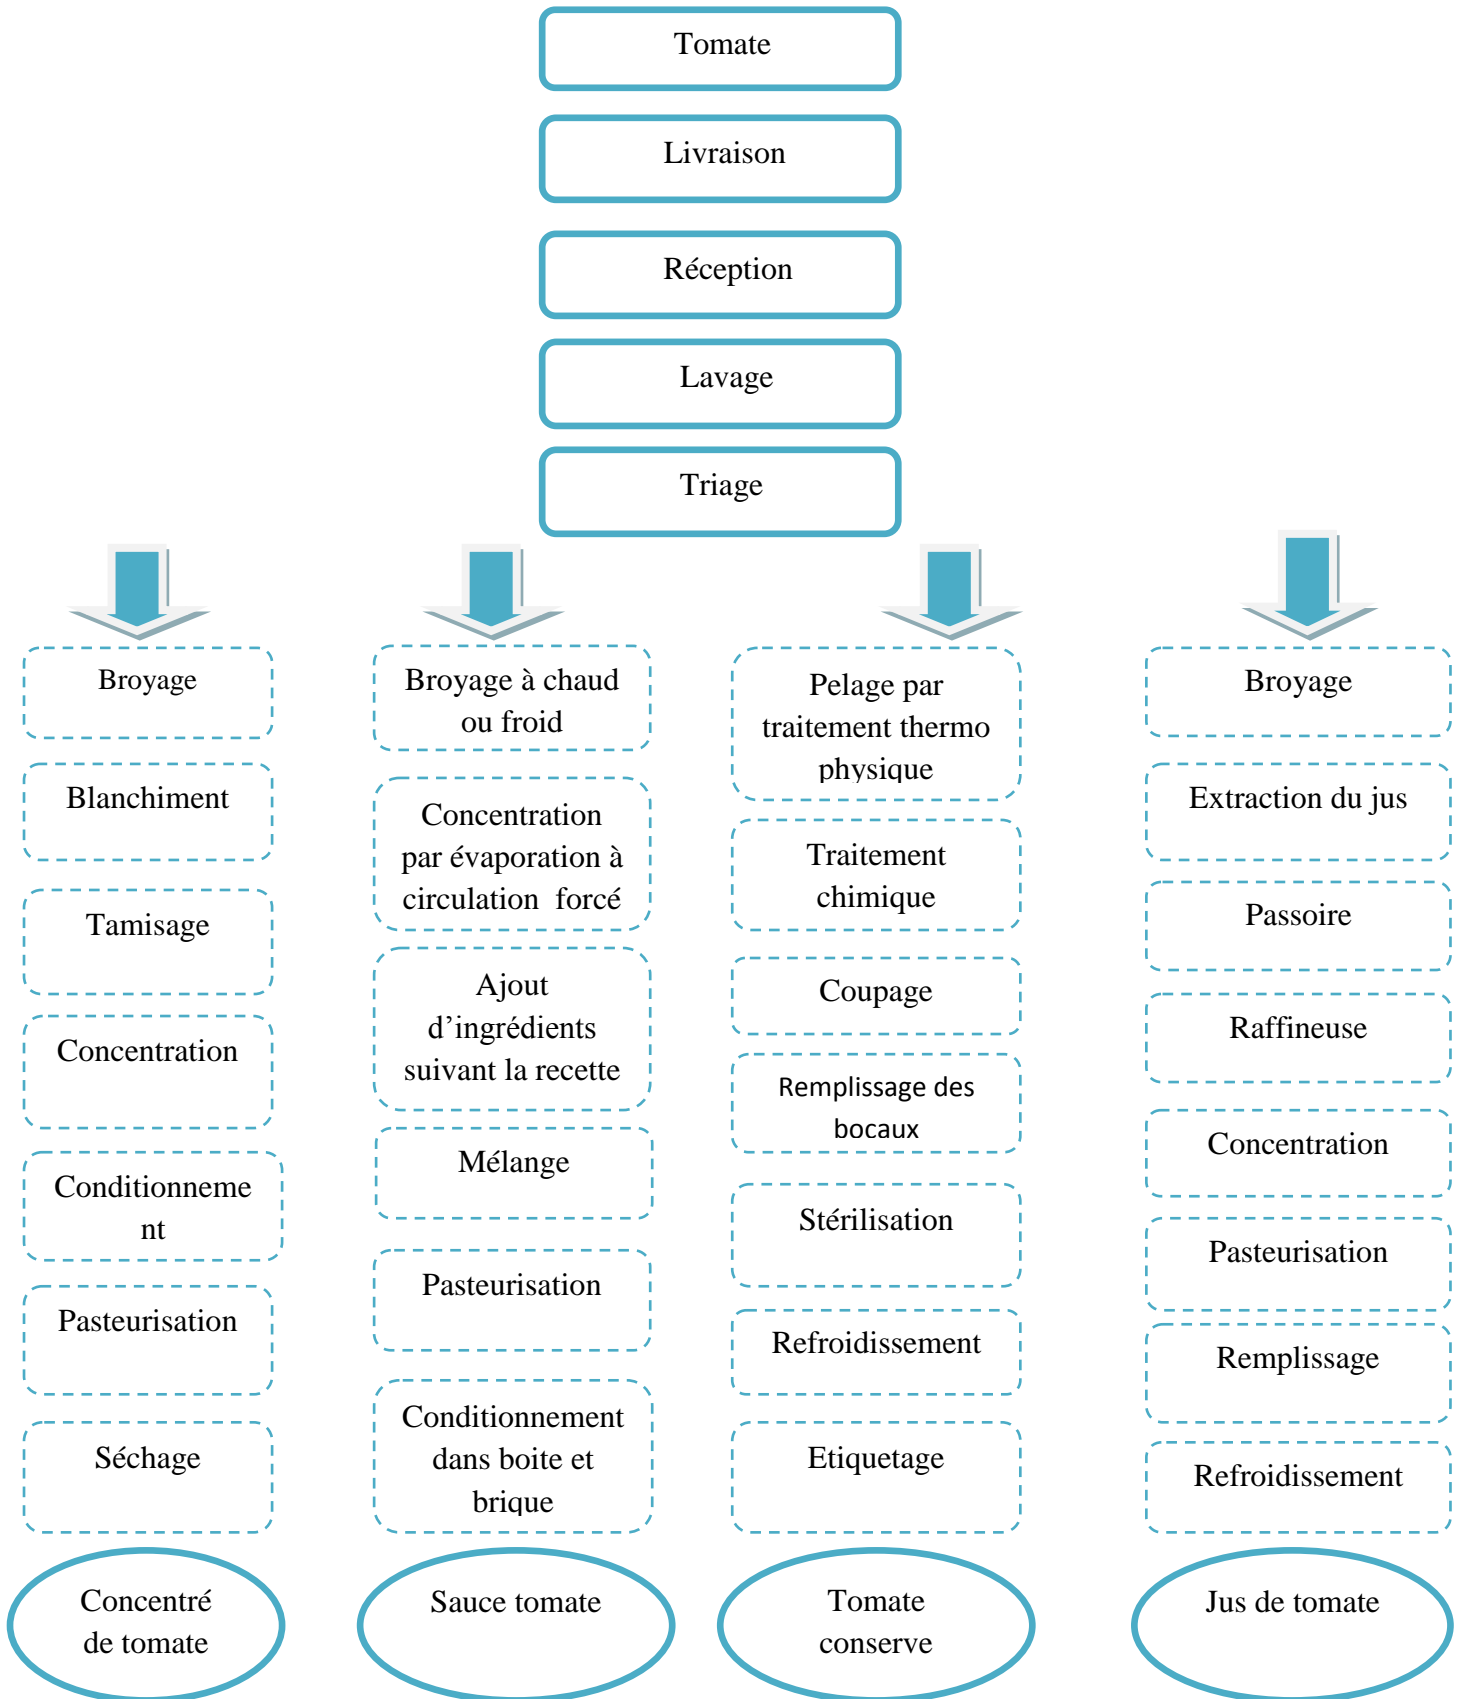 Tomate
Livraison
Réception
Lavage
Triage
Broyage
Blanchiment
Tamisage
Concentration
Conditionneme
nt
Pasteurisation
Séchage
Concentré
de tomate
Broyage à chaud
ou froid
Concentration
par évaporation à
circulation forcé
Ajout
d’ingrédients
suivant la recette
Mélange
Pasteurisation
Conditionnement
dans boite et
brique
Sauce tomate
Pelage par
traitement thermo
physique
Traitement
chimique
Coupage
Remplissage des
bocaux
Stérilisation
Refroidissement
Etiquetage
Tomate
conserve
Broyage
Extraction du jus
Passoire
Raffineuse
Concentration
Pasteurisation
Remplissage
Refroidissement
Jus de tomate